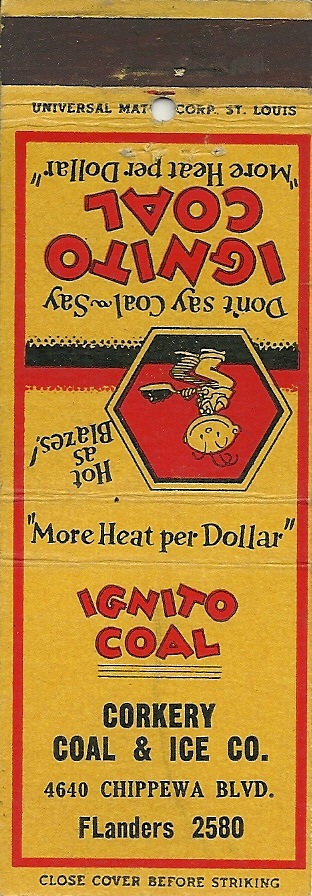 UNIVERSAL MATCH CORP. ST. LOUIS
Don't say Coal ~ Say
IGNITO
COAL
"More Heat per Dollar"
Hot
as
Blazes!
"More Heat per Dollar"
IGNITO
COAL
CORKERY
COAL & ICE CO.
4640 CHIPPEWA BLVD.
FLanders 2580
CLOSE COVER BEFORE STRIKING